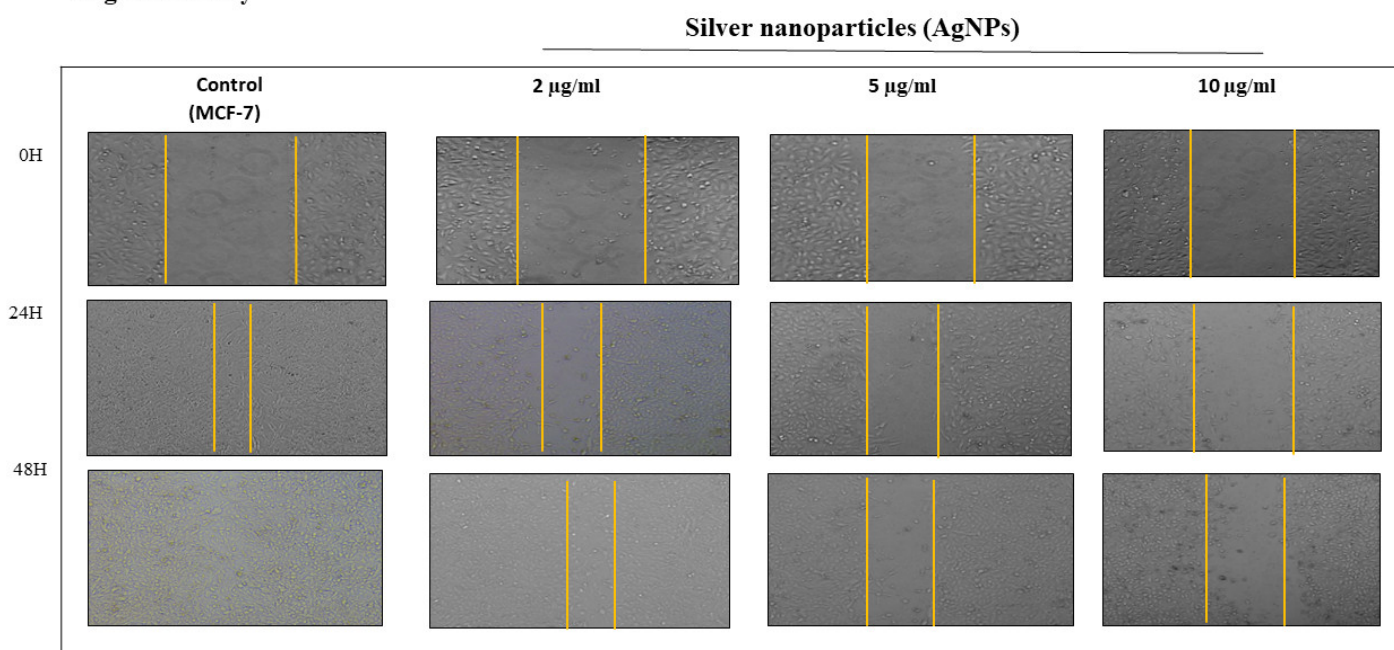 Silver nanoparticles (AgNPs)
Control
(MCF-7)
2 µg/ml
5 µg/ml
10 µg/ml
0H
24H
48H